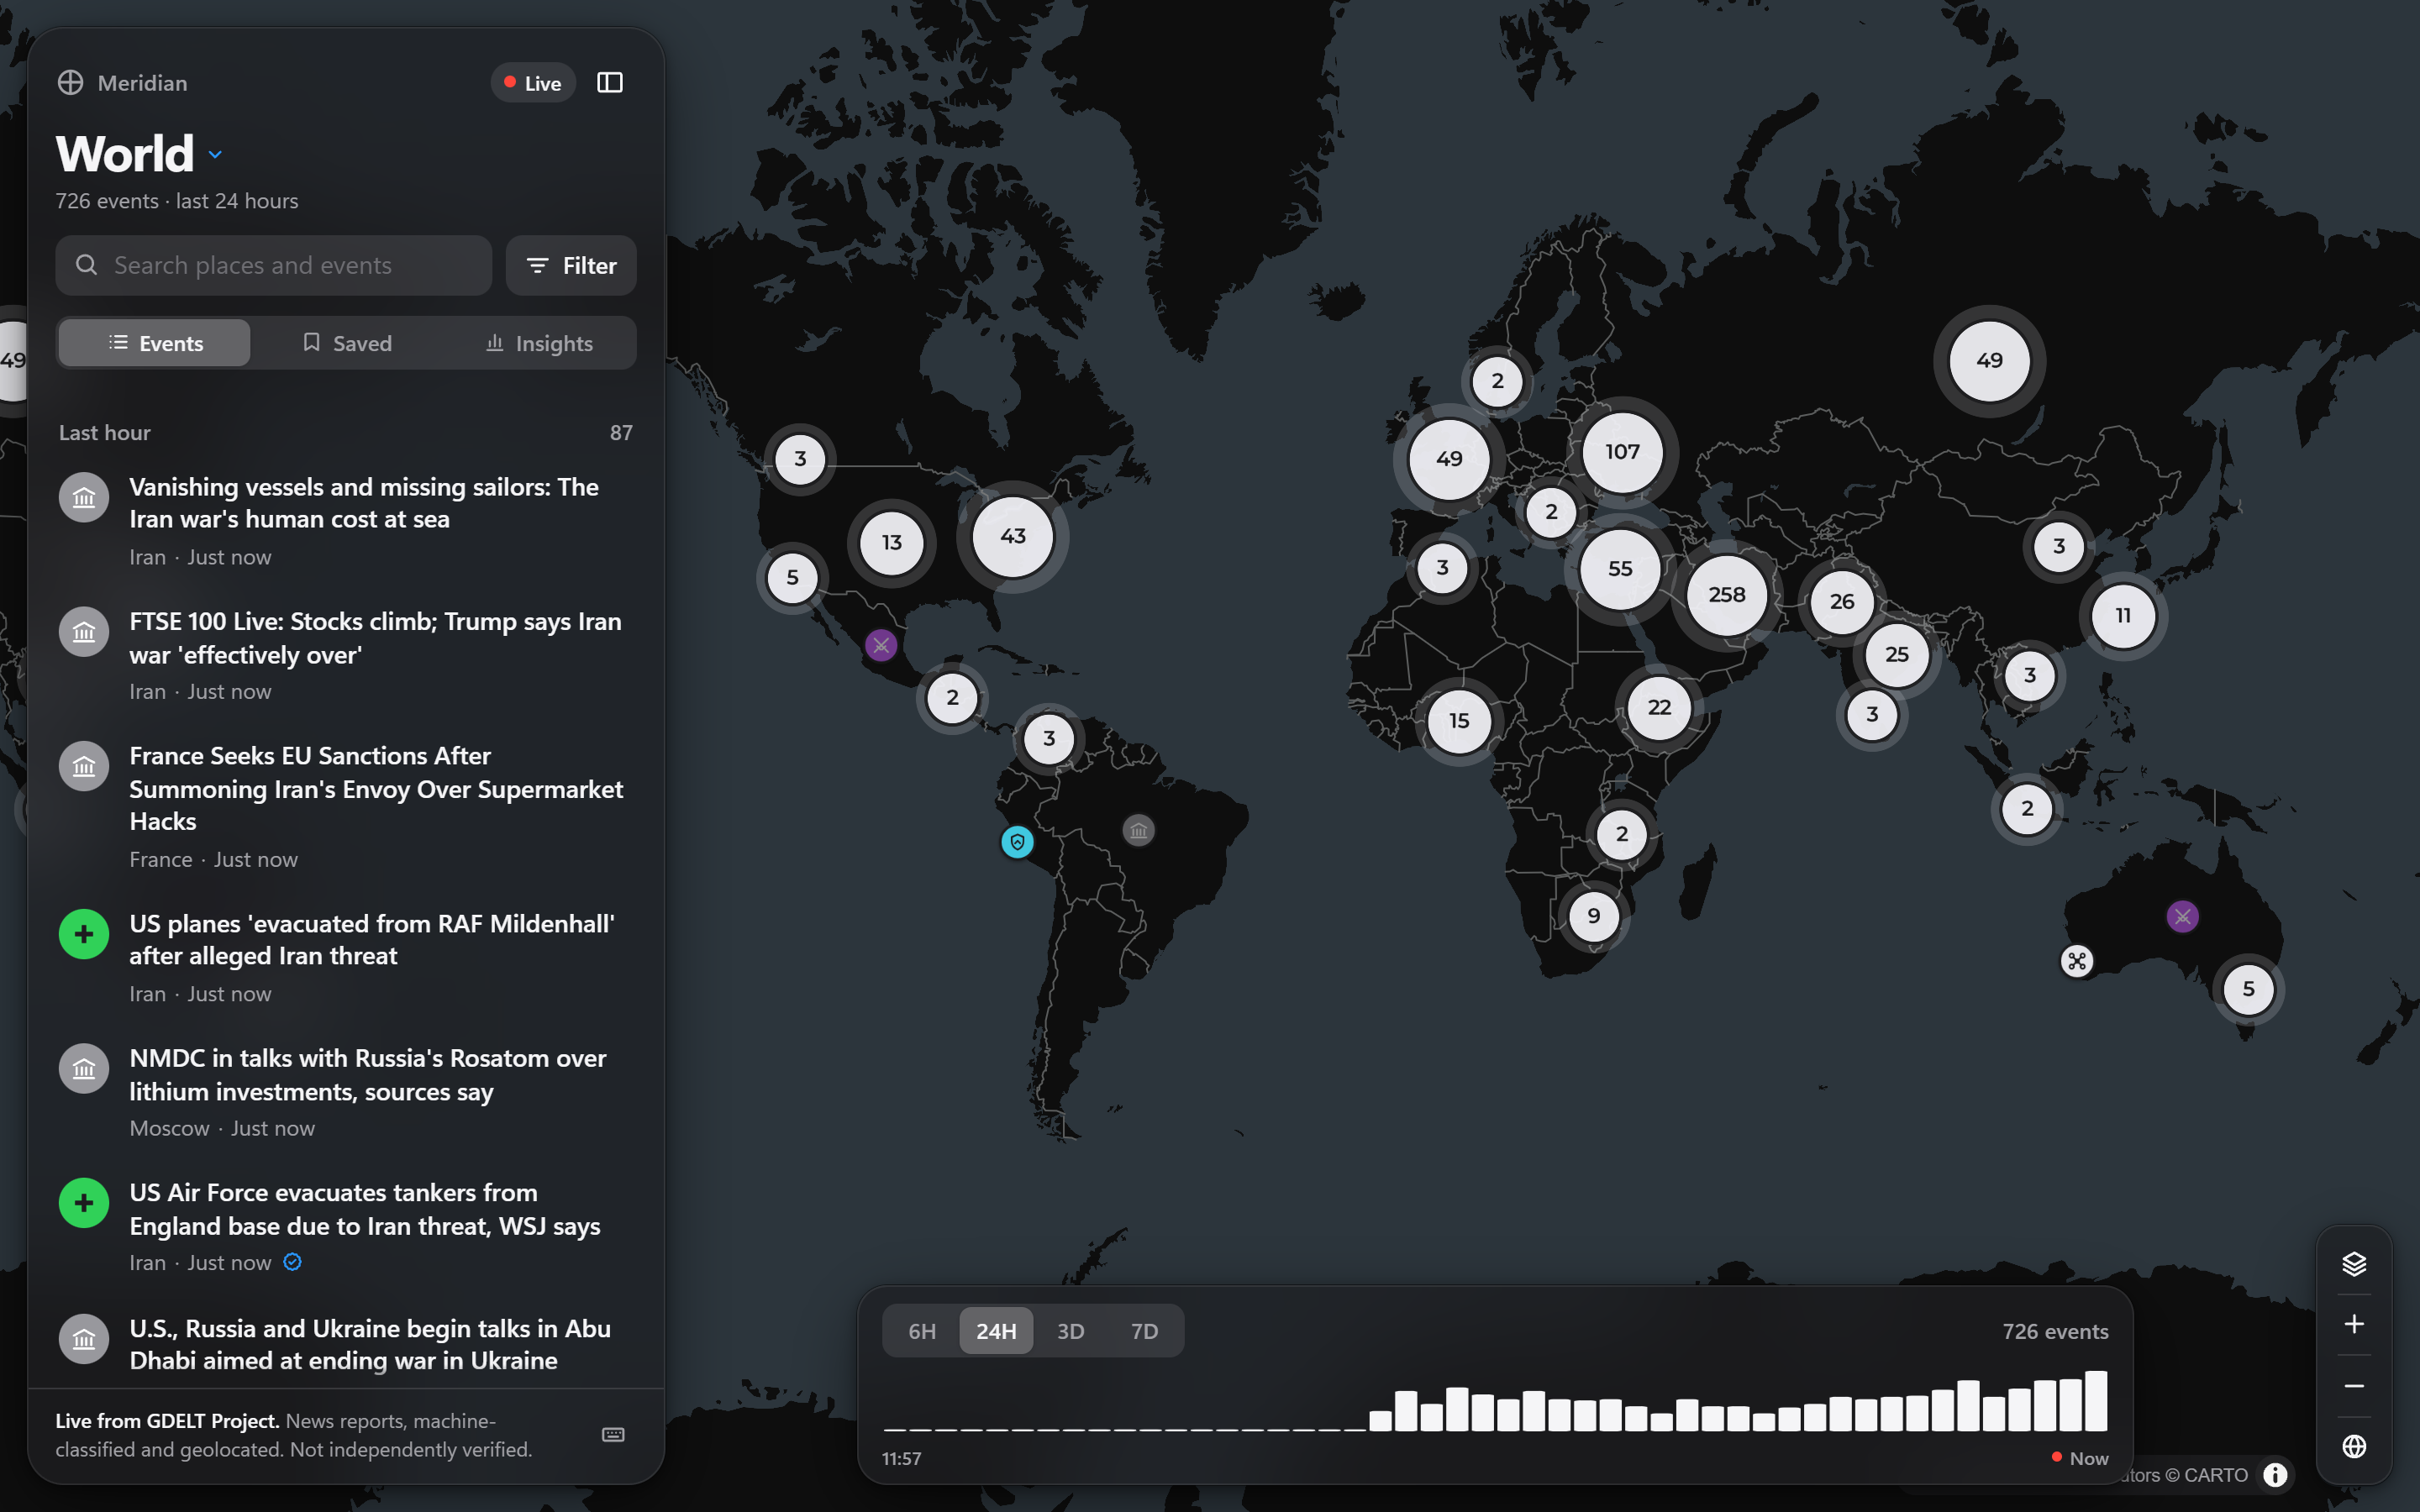 Meridian
Live
World
726 events · last 24 hours
Search places and events
Filter
Events
Saved
Insights
Last hour
87
Vanishing vessels and missing sailors: The
Iran war's human cost at sea
Iran · Just now
FTSE 100 Live: Stocks climb; Trump says Iran
war 'effectively over'
Iran · Just now
France Seeks EU Sanctions After
Summoning Iran's Envoy Over Supermarket
Hacks
France · Just now
US planes 'evacuated from RAF Mildenhall'
after alleged Iran threat
Iran · Just now
NMDC in talks with Russia's Rosatom over
lithium investments, sources say
Moscow · Just now
US Air Force evacuates tankers from
England base due to Iran threat, WSJ says
Iran · Just now
U.S., Russia and Ukraine begin talks in Abu
Dhabi aimed at ending war in Ukraine
Live from GDELT Project. News reports, machine-
classified and geolocated. Not independently verified.
49
49
2
49
107
3
2
43
13
3
55
3
5
258
26
11
25
3
2
15
22
3
3
2
2
9
5
6H
24H
3D
7D
726 events
11:57
Now
© CARTO